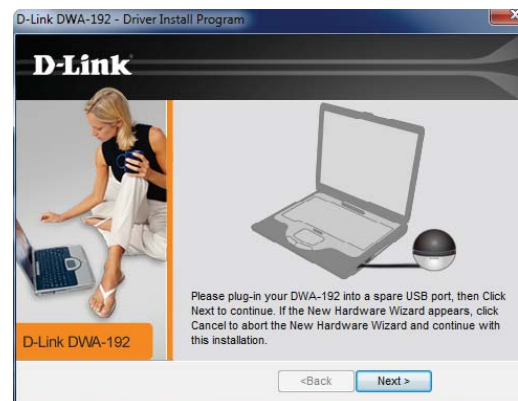 D-Link DWA-192 - Driver Install Program
D-Link
Please plug-in your DWA-192 into a spare USB port, then Click
Next to continue. If the New Hardware Wizard appears, click
Cancel to abort the New Hardware Wizard and continue with
this installation.
D-Link DWA-192
<Back
Next >